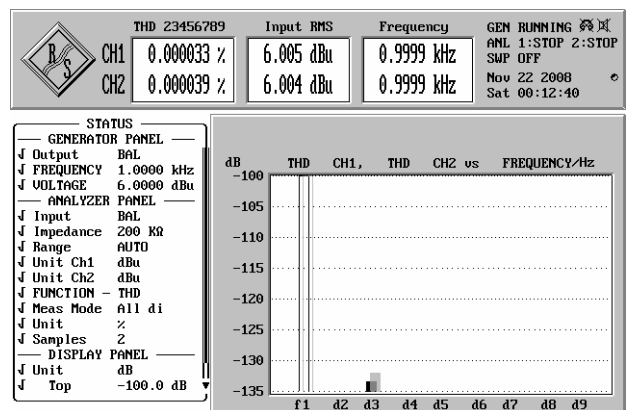 THD 23456789 Input RMS Frequency
R/S CH1 0.000033 % 6.005 dBu 0.9999 kHz
CH2 0.000039 % 6.004 dBu 0.9999 kHz
GEN RUNNING
ANL 1:STOP 2:STOP
SWP OFF
Nov 22 2008
Sat 00:12:40
STATUS
GENERATOR PANEL
√ Output BAL
√ FREQUENCY 1.0000 kHz
√ VOLTAGE 6.0000 dBu
ANALYZER PANEL
√ Input BAL
√ Impedance 200 KΩ
√ Range AUTO
√ Unit Ch1 dBu
√ Unit Ch2 dBu
√ FUNCTION - THD
√ Meas Mode All di
√ Unit %
√ Samples 2
DISPLAY PANEL
√ Unit dB
√ Top -100.0 dB
dB THD CH1, THD CH2 vs FREQUENCY/Hz
-100
-105
-110
-115
-120
-125
-130
-135
f1 d2 d3 d4 d5 d6 d7 d8 d9